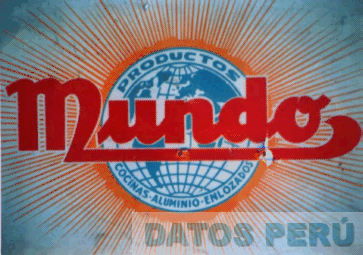 PRODUCTOS
Mundo
COCINAS-ALUMINIO-ENLOZADOS
DATOS PERÚ